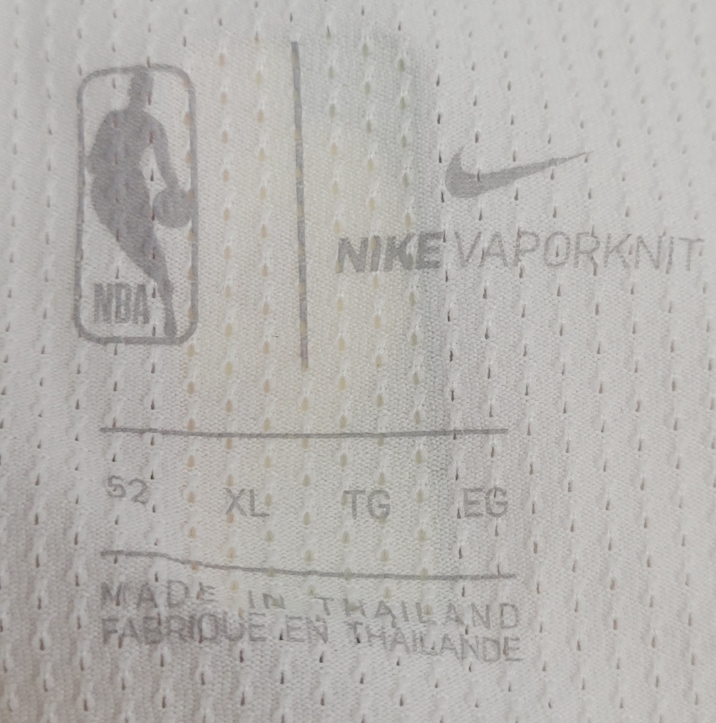 NBA
NIKE VAPORKNIT
52 XL TG EG
MADE IN THAILAND
FABRIQUE EN THAILANDE